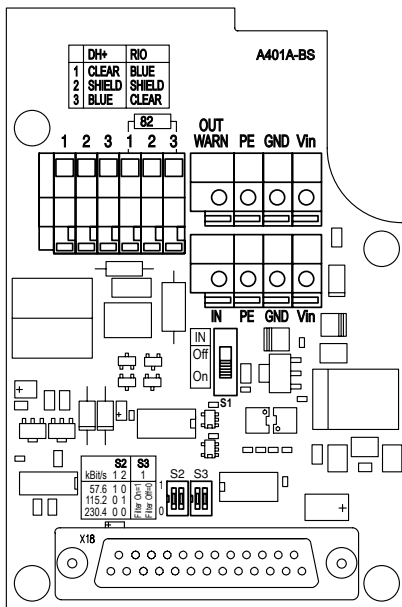 A401A-BS
DH+ RIO
1 CLEAR BLUE
2 SHIELD SHIELD
3 BLUE CLEAR
82
1 2 3 1 2 3
OUT
WARN PE GND Vin
IN PE GND Vin
IN
Off
On
S1
S2 S3
kBit/s 1 2 1
57.6 1 0
115.2 0 1
230.4 0 0
Filter On=1
Filter Off=0
S2 S3
1
0
X18